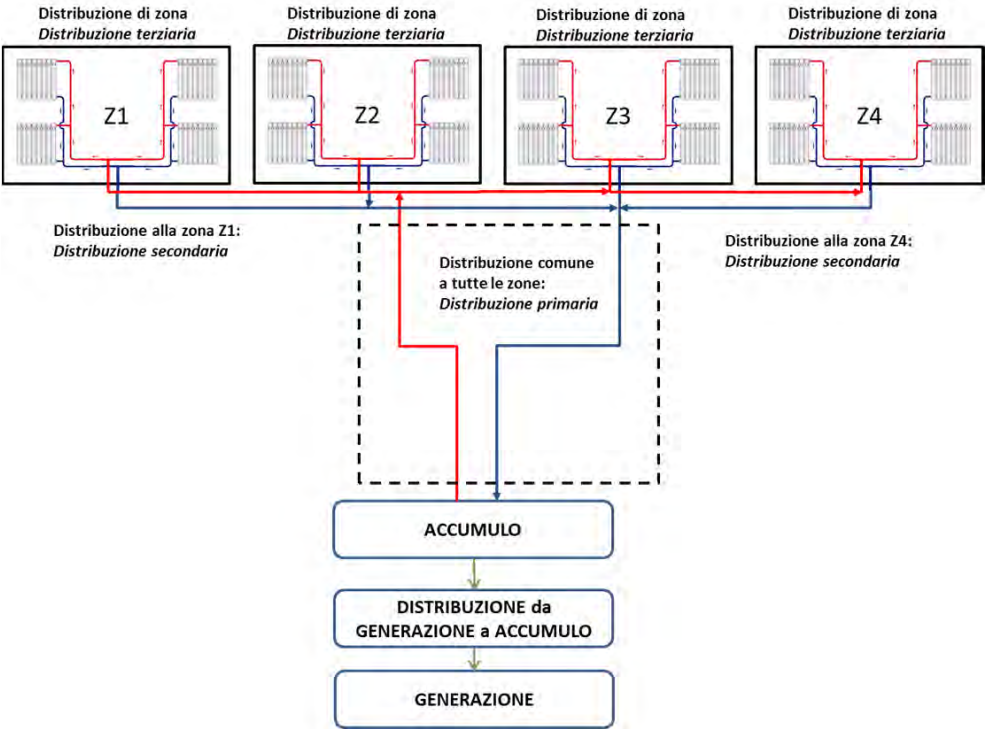 Distribuzione di zona
Distribuzione terziaria
Distribuzione di zona
Distribuzione terziaria
Distribuzione di zona
Distribuzione terziaria
Distribuzione di zona
Distribuzione terziaria
Z1
Z2
Z3
Z4
Distribuzione alla zona Z1:
Distribuzione secondaria
Distribuzione comune
a tutte le zone:
Distribuzione primaria
Distribuzione alla zona Z4:
Distribuzione secondaria
ACCUMULO
DISTRIBUZIONE da
GENERAZIONE a ACCUMULO
GENERAZIONE